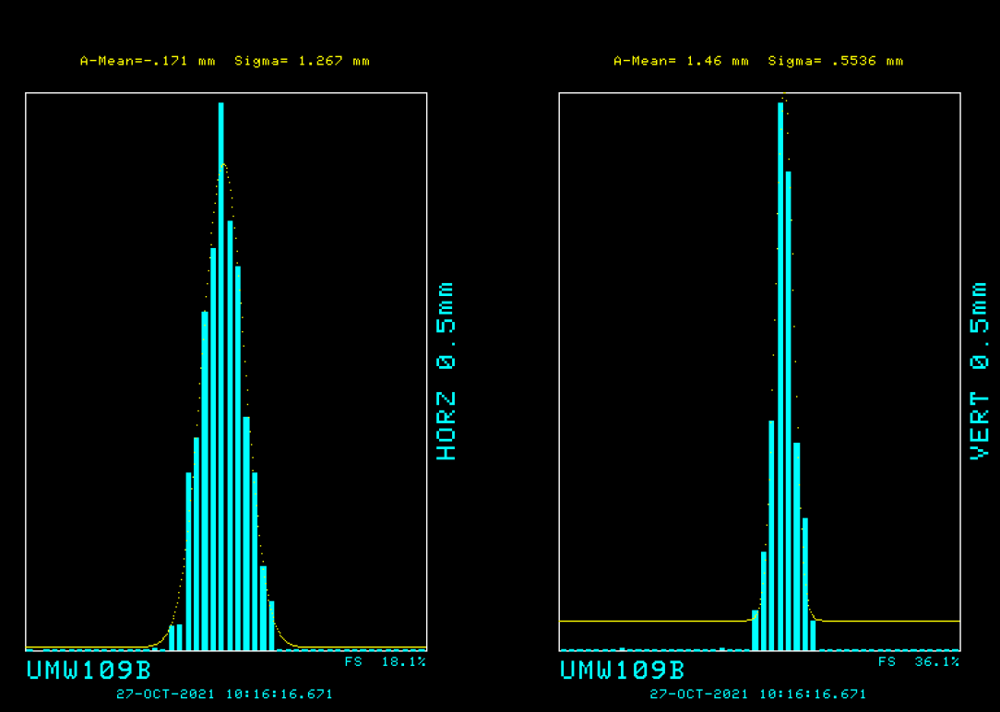 A-Mean=-.171 mm  Sigma= 1.267 mm
HORZ 0.5mm
FS  18.1%
UMW109B
27-OCT-2021 10:16:16.671
A-Mean= 1.46 mm  Sigma= .5536 mm
VERT 0.5mm
FS  36.1%
UMW109B
27-OCT-2021 10:16:16.671